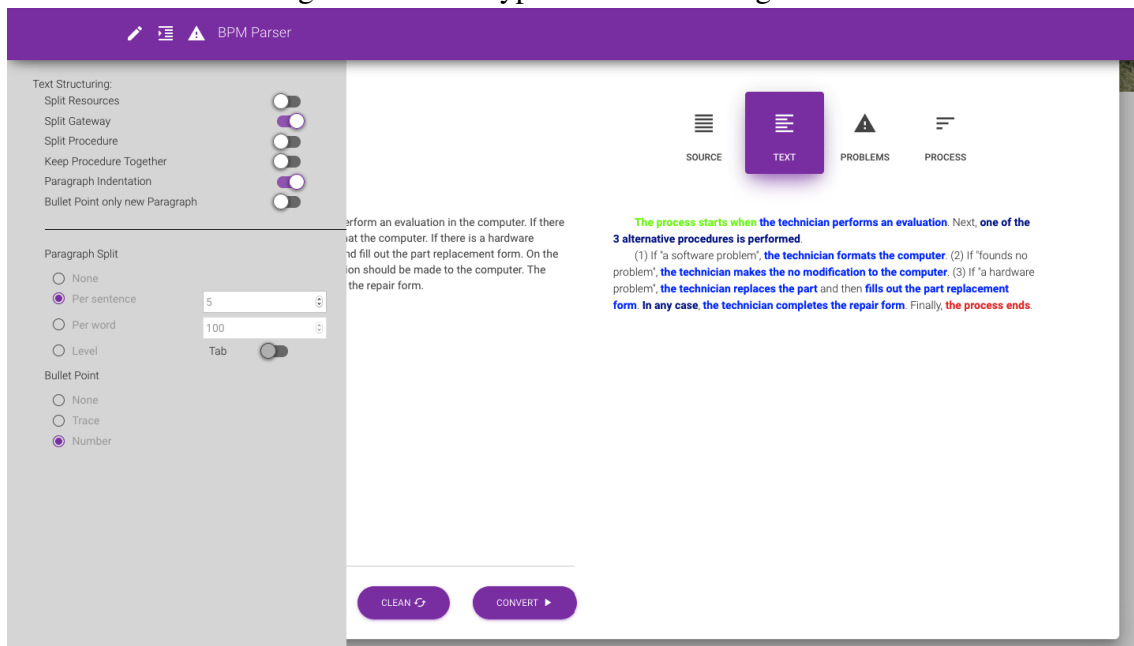 BPM Parser
Text Structuring:
Split Resources
Split Gateway
Split Procedure
Keep Procedure Together
Paragraph Indentation
Bullet Point only new Paragraph
Paragraph Split
None
Per sentence 5
Per word 100
Level Tab
Bullet Point
None
Trace
Number
erform an evaluation in the computer. If there
at the computer. If there is a hardware
nd fill out the part replacement form. On the
ion should be made to the computer. The
the repair form.
CLEAN
CONVERT
SOURCE
TEXT
PROBLEMS
PROCESS
The process starts when the technician performs an evaluation. Next, one of the
3 alternative procedures is performed.
(1) If "a software problem", the technician formats the computer. (2) If "founds no
problem", the technician makes the no modification to the computer. (3) If "a hardware
problem", the technician replaces the part and then fills out the part replacement
form. In any case, the technician completes the repair form. Finally, the process ends.